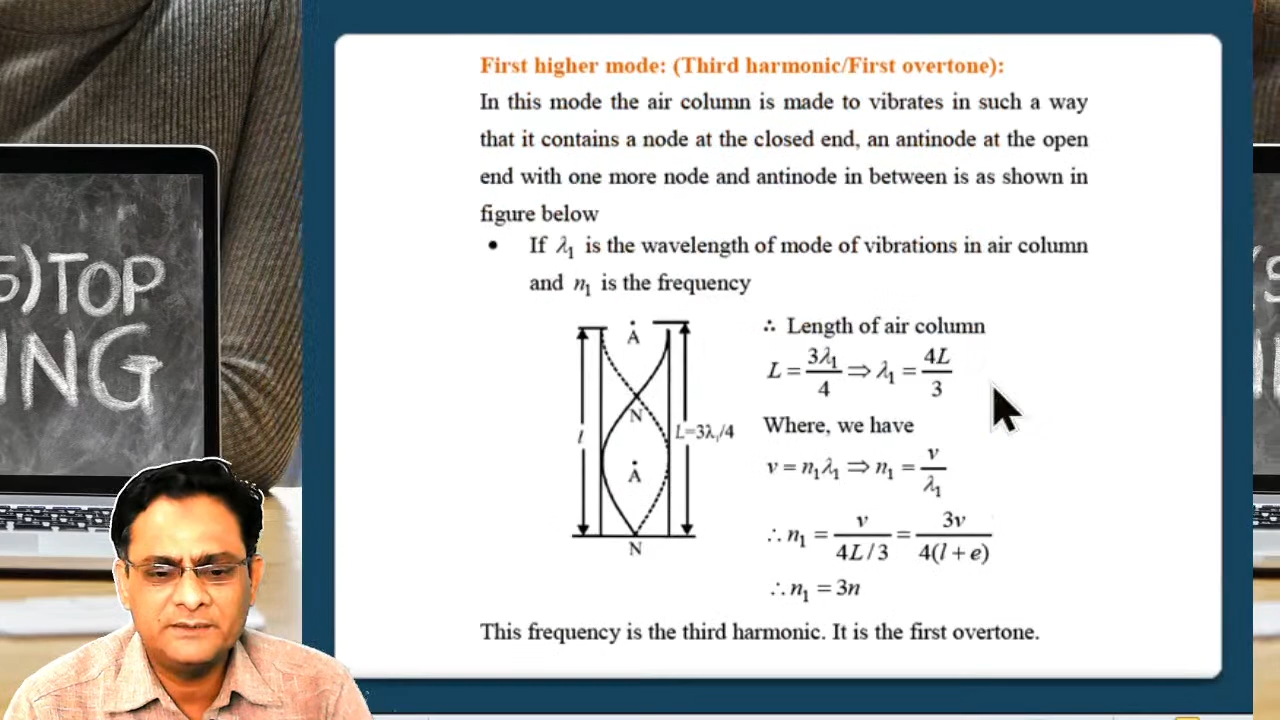 First higher mode: (Third harmonic/First overtone):
In this mode the air column is made to vibrates in such a way
that it contains a node at the closed end, an antinode at the open
end with one more node and antinode in between is as shown in
figure below
• If λ₁ is the wavelength of mode of vibrations in air column
and n₁ is the frequency
A
N
A
N
l
L=3λ₁/4
∴ Length of air column
L = 3λ₁/4 ⇒ λ₁ = 4L/3
Where, we have
v = n₁λ₁ ⇒ n₁ = v/λ₁
∴ n₁ = v/(4L/3) = 3v/4(l + e)
∴ n₁ = 3n
This frequency is the third harmonic. It is the first overtone.
S)TOP
ING